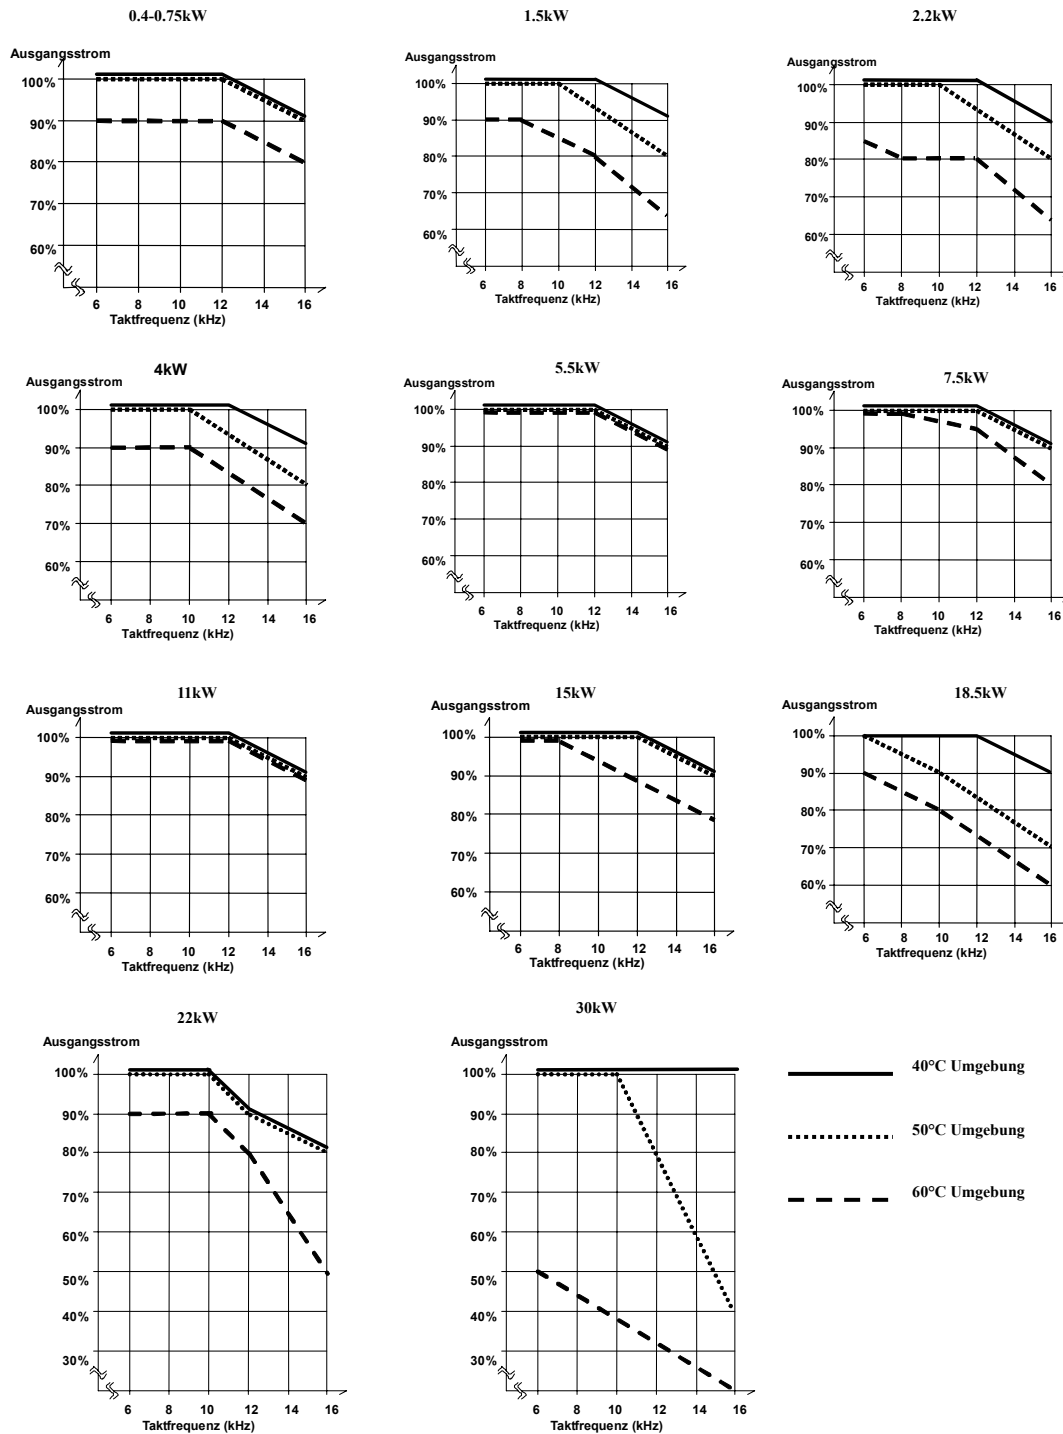 0.4-0.75kW
Ausgangsstrom
100%
90%
80%
70%
60%
6 8 10 12 14 16
Taktfrequenz (kHz)
1.5kW
Ausgangsstrom
100%
90%
80%
70%
60%
6 8 10 12 14 16
Taktfrequenz (kHz)
2.2kW
Ausgangsstrom
100%
90%
80%
70%
60%
6 8 10 12 14 16
Taktfrequenz (kHz)
4kW
Ausgangsstrom
100%
90%
80%
70%
60%
6 8 10 12 14 16
Taktfrequenz (kHz)
5.5kW
Ausgangsstrom
100%
90%
80%
70%
60%
6 8 10 12 14 16
Taktfrequenz (kHz)
7.5kW
Ausgangsstrom
100%
90%
80%
70%
60%
6 8 10 12 14 16
Taktfrequenz (kHz)
11kW
Ausgangsstrom
100%
90%
80%
70%
60%
6 8 10 12 14 16
Taktfrequenz (kHz)
15kW
Ausgangsstrom
100%
90%
80%
70%
60%
6 8 10 12 14 16
Taktfrequenz (kHz)
18.5kW
Ausgangsstrom
100%
90%
80%
70%
60%
6 8 10 12 14 16
Taktfrequenz (kHz)
22kW
Ausgangsstrom
100%
90%
80%
70%
60%
50%
40%
30%
6 8 10 12 14 16
Taktfrequenz (kHz)
30kW
Ausgangsstrom
100%
90%
80%
70%
60%
50%
40%
30%
6 8 10 12 14 16
Taktfrequenz (kHz)
40°C Umgebung
50°C Umgebung
60°C Umgebung